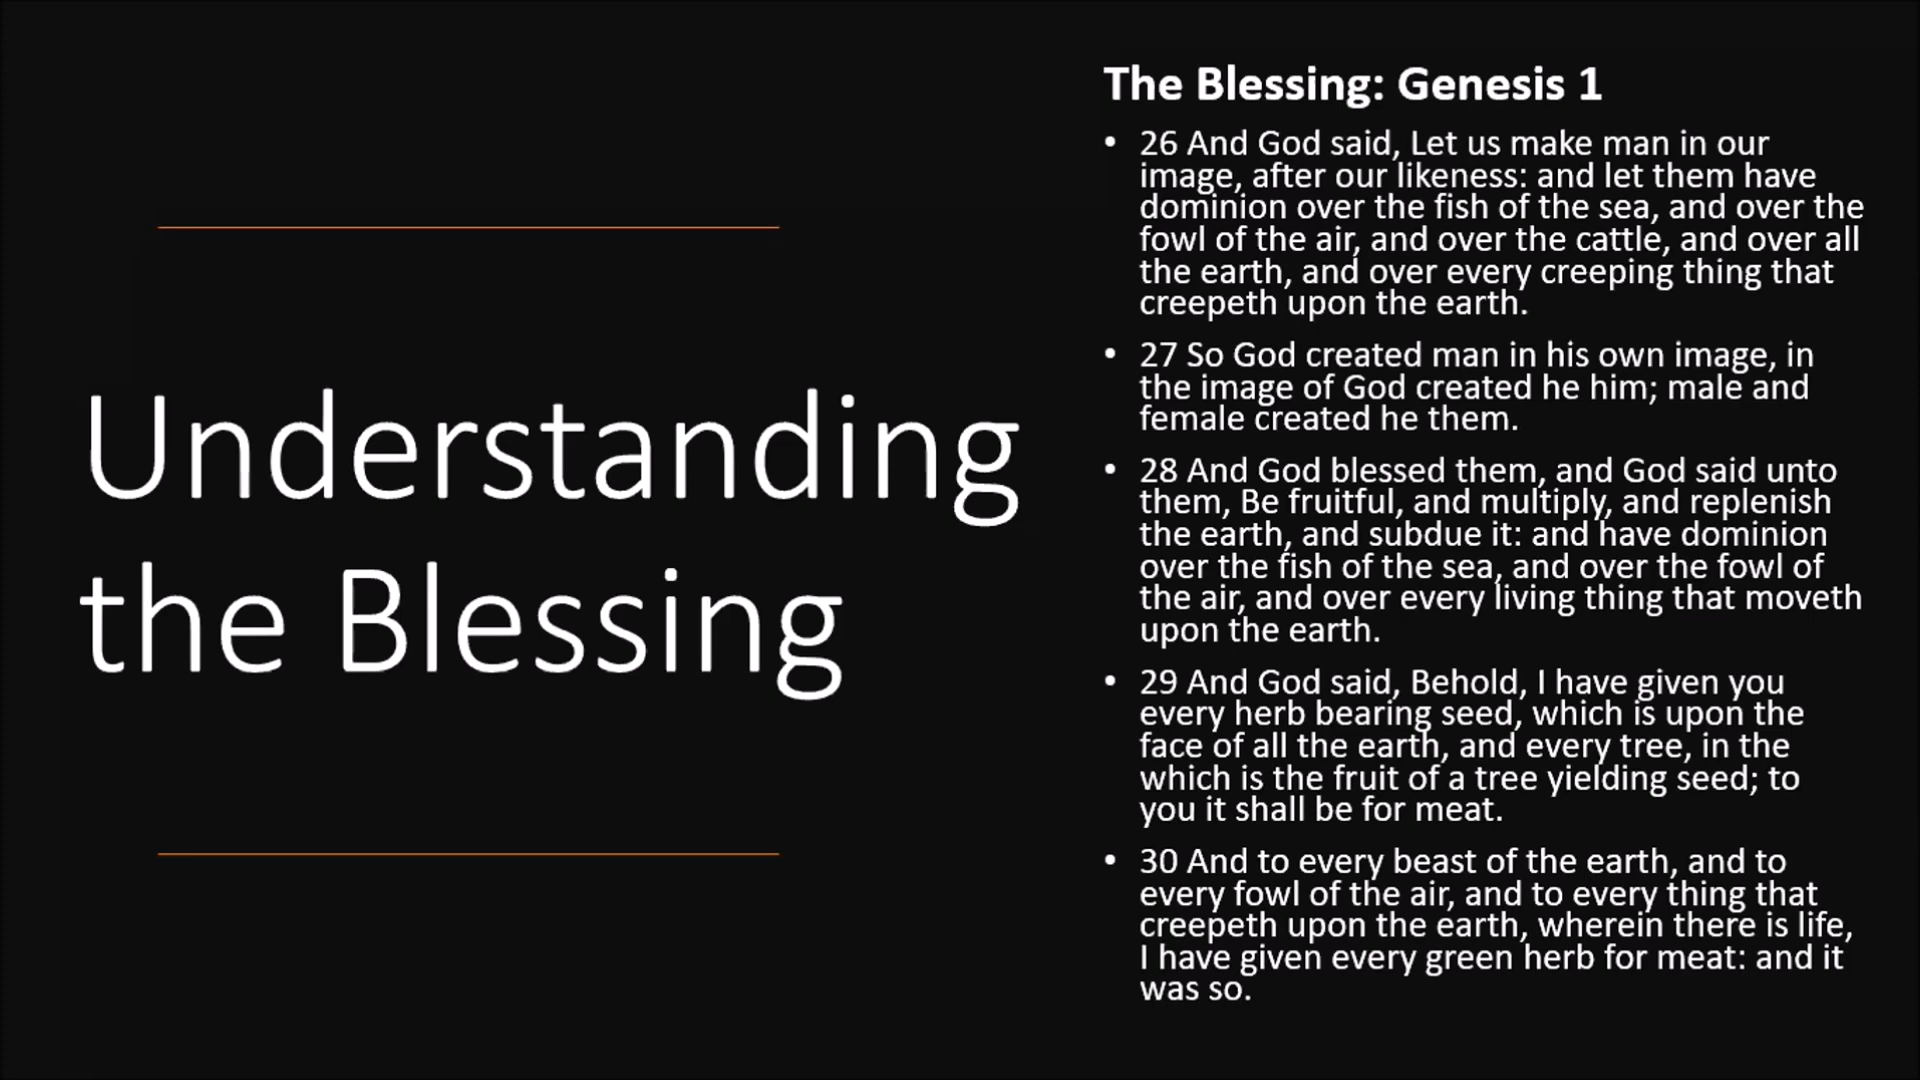 Understanding
the Blessing
The Blessing: Genesis 1
• 26 And God said, Let us make man in our
image, after our likeness: and let them have
dominion over the fish of the sea, and over the
fowl of the air, and over the cattle, and over all
the earth, and over every creeping thing that
creepeth upon the earth.
• 27 So God created man in his own image, in
the image of God created he him; male and
female created he them.
• 28 And God blessed them, and God said unto
them, Be fruitful, and multiply, and replenish
the earth, and subdue it: and have dominion
over the fish of the sea, and over the fowl of
the air, and over every living thing that moveth
upon the earth.
• 29 And God said, Behold, I have given you
every herb bearing seed, which is upon the
face of all the earth, and every tree, in the
which is the fruit of a tree yielding seed; to
you it shall be for meat.
• 30 And to every beast of the earth, and to
every fowl of the air, and to every thing that
creepeth upon the earth, wherein there is life,
I have given every green herb for meat: and it
was so.